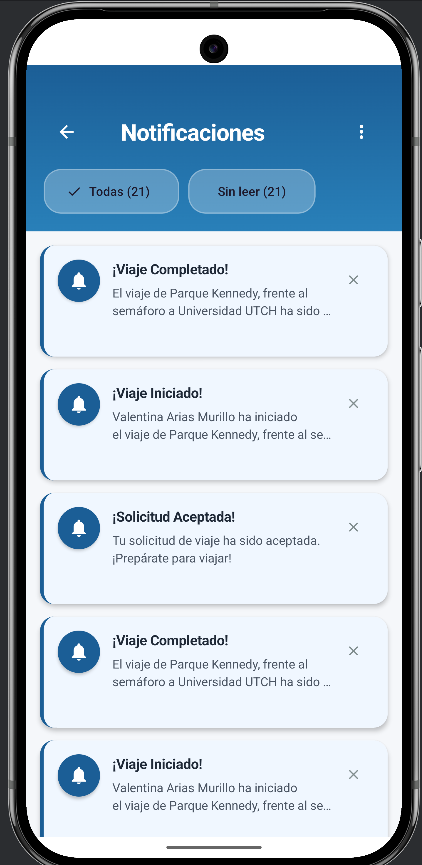 Notificaciones
Todas (21)
Sin leer (21)
¡Viaje Completado!
El viaje de Parque Kennedy, frente al
semáforo a Universidad UTCH ha sido ...
¡Viaje Iniciado!
Valentina Arias Murillo ha iniciado
el viaje de Parque Kennedy, frente al se...
¡Solicitud Aceptada!
Tu solicitud de viaje ha sido aceptada.
¡Prepárate para viajar!
¡Viaje Completado!
El viaje de Parque Kennedy, frente al
semáforo a Universidad UTCH ha sido ...
¡Viaje Iniciado!
Valentina Arias Murillo ha iniciado
el viaje de Parque Kennedy, frente al se...